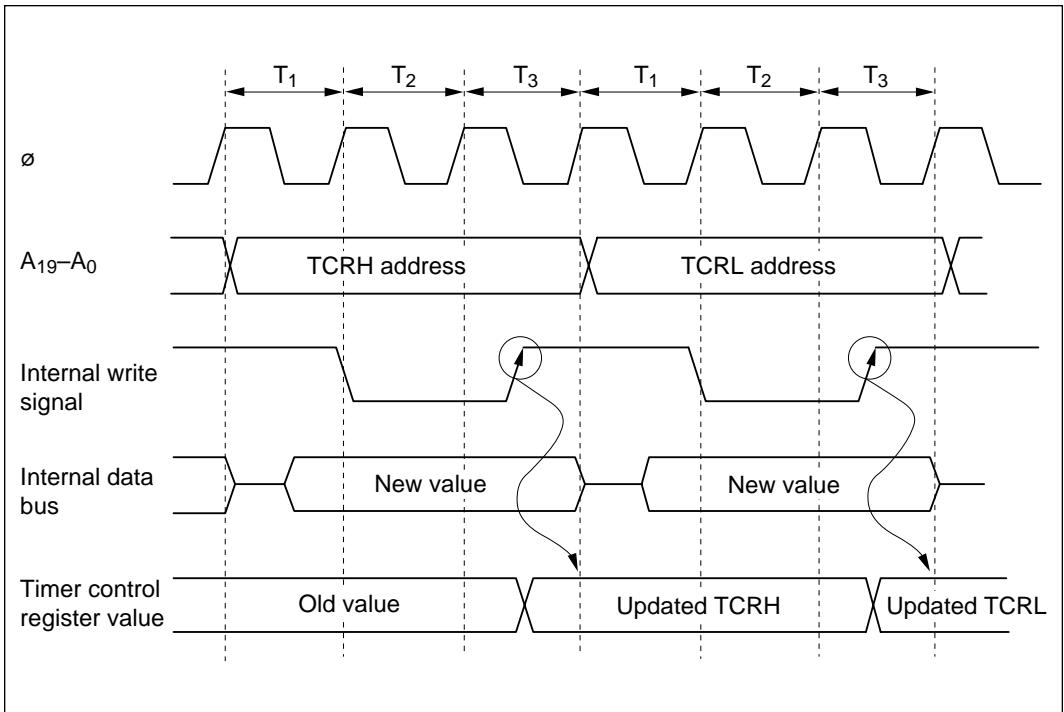 T₁ T₂ T₃ T₁ T₂ T₃
ø
A₁₉–A₀
TCRH address TCRL address
Internal write
signal
Internal data
bus
New value New value
Timer control
register value
Old value Updated TCRH Updated TCRL